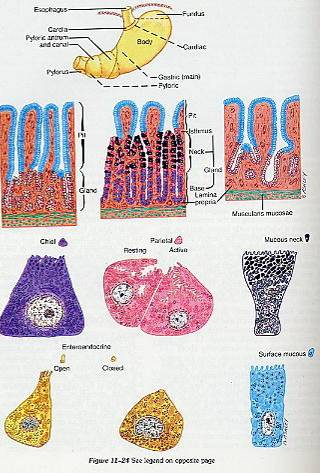 Esophagus
Fundus
Cardia
Pyloric antrum
and canal
Body
Cardiac
Pylorus
Gastric (main)
Pyloric
Pit
Isthmus
Neck
Gland
Base
Lamina
propria
Pit
Gland
Muscularis mucosae
Chief
Parietal
Resting
Active
Mucous neck
Enteroendocrine
Open
Closed
Surface mucous
Figure 11-24 See legend on opposite page